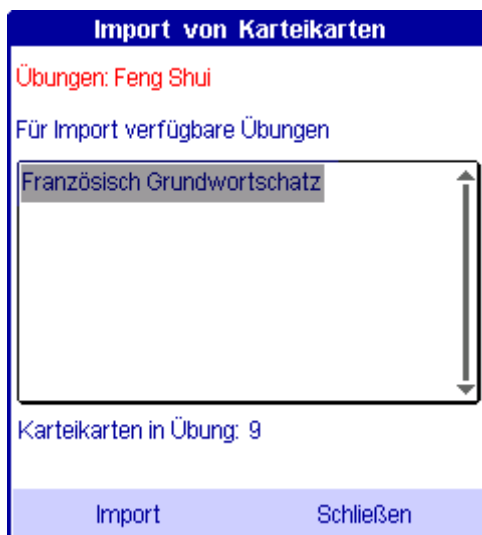 Import von Karteikarten
Übungen: Feng Shui
Für Import verfügbare Übungen
Französisch Grundwortschatz
Karteikarten in Übung: 9
Import Schließen